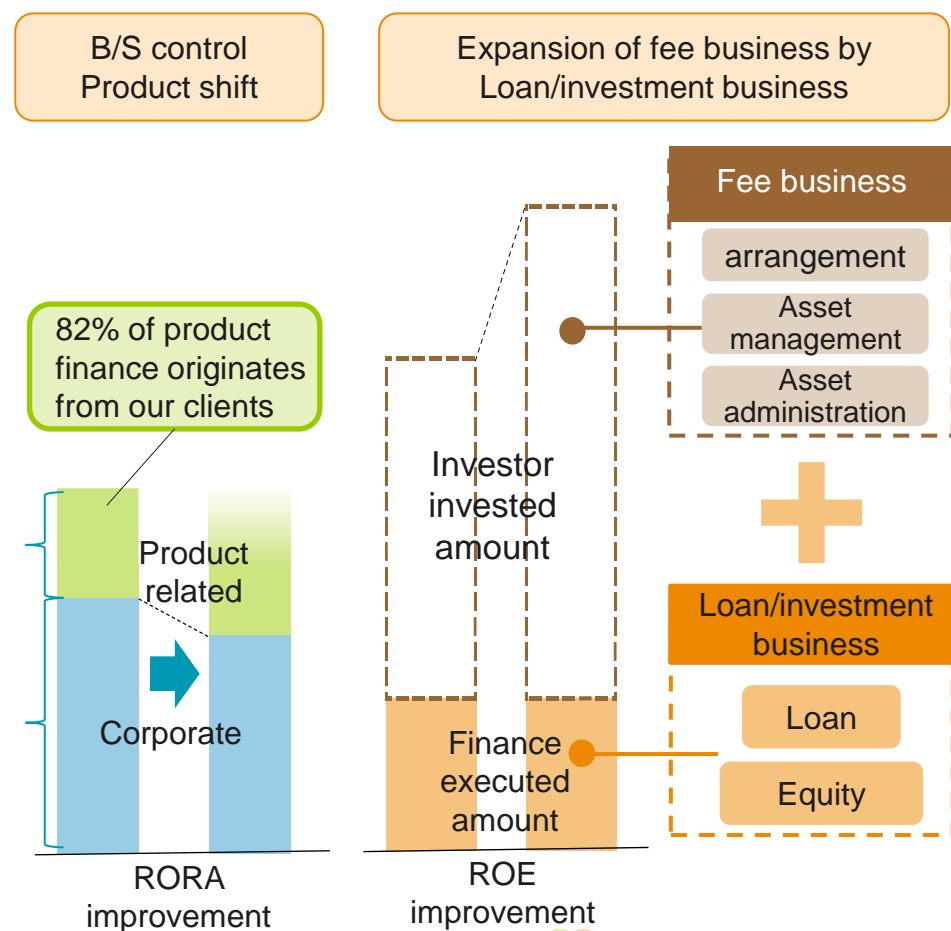 B/S control
Product shift
Expansion of fee business by
Loan/investment business
82% of product
finance originates
from our clients
Product
related
Corporate
RORA
improvement
Investor
invested
amount
Finance
executed
amount
ROE
improvement
Fee business
arrangement
Asset
management
Asset
administration
Loan/investment
business
Loan
Equity